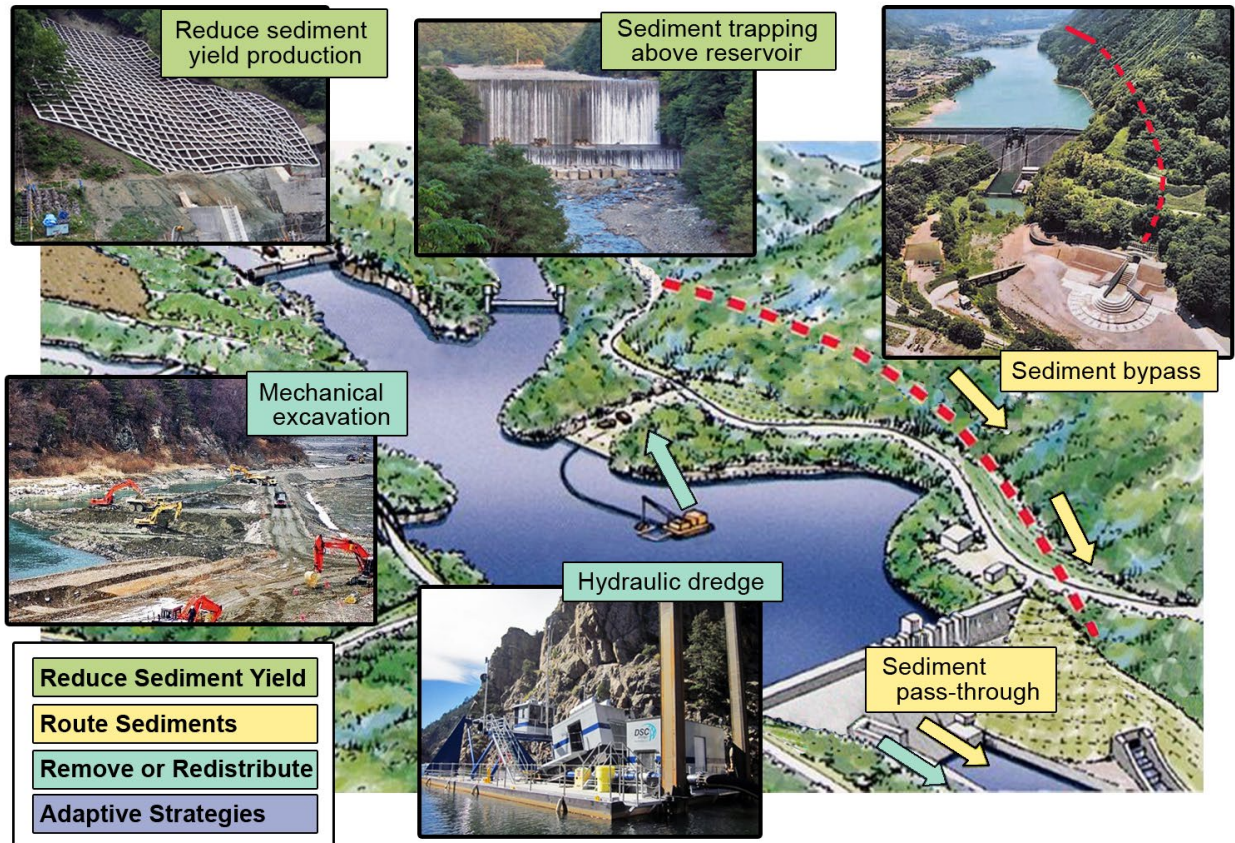 Reduce sediment
yield production
Sediment trapping
above reservoir
Sediment bypass
Mechanical
excavation
Hydraulic dredge
DSC
Sediment
pass-through
Reduce Sediment Yield
Route Sediments
Remove or Redistribute
Adaptive Strategies